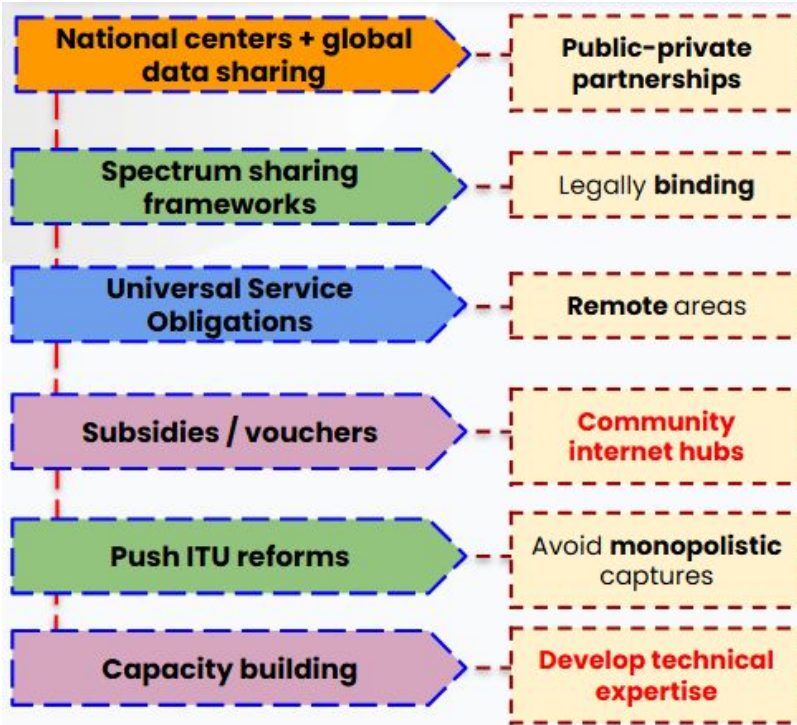 National centers + global
data sharing
Public-private
partnerships
Spectrum sharing
frameworks
Legally binding
Universal Service
Obligations
Remote areas
Subsidies / vouchers
Community
internet hubs
Push ITU reforms
Avoid monopolistic
captures
Capacity building
Develop technical
expertise